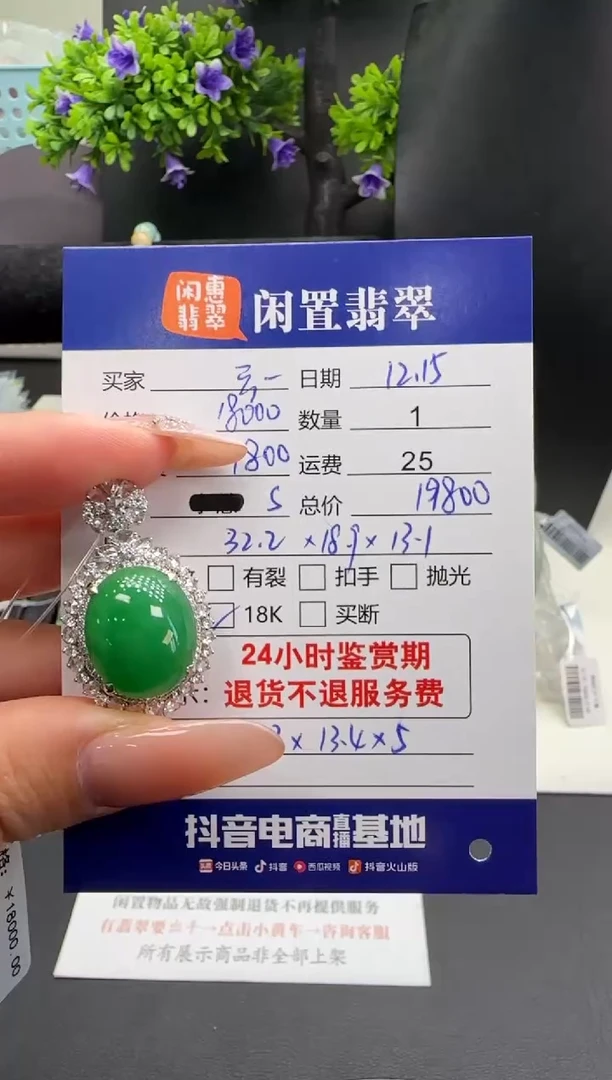 闲惠翡翠 闲置翡翠
买家 日期 12.15
18000 数量 1
1800 运费 25
5 总价 19800
32.2 × 18.9 × 13.1
有裂 扣手 抛光
18K 买断
24小时鉴赏期
退货不退服务费
× 13.4 × 5
抖音电商直播基地
今日头条 抖音 西瓜视频 抖音火山版
¥18000.00
闲置物品无故强制退货不再提供服务
所有展示商品非全部上架